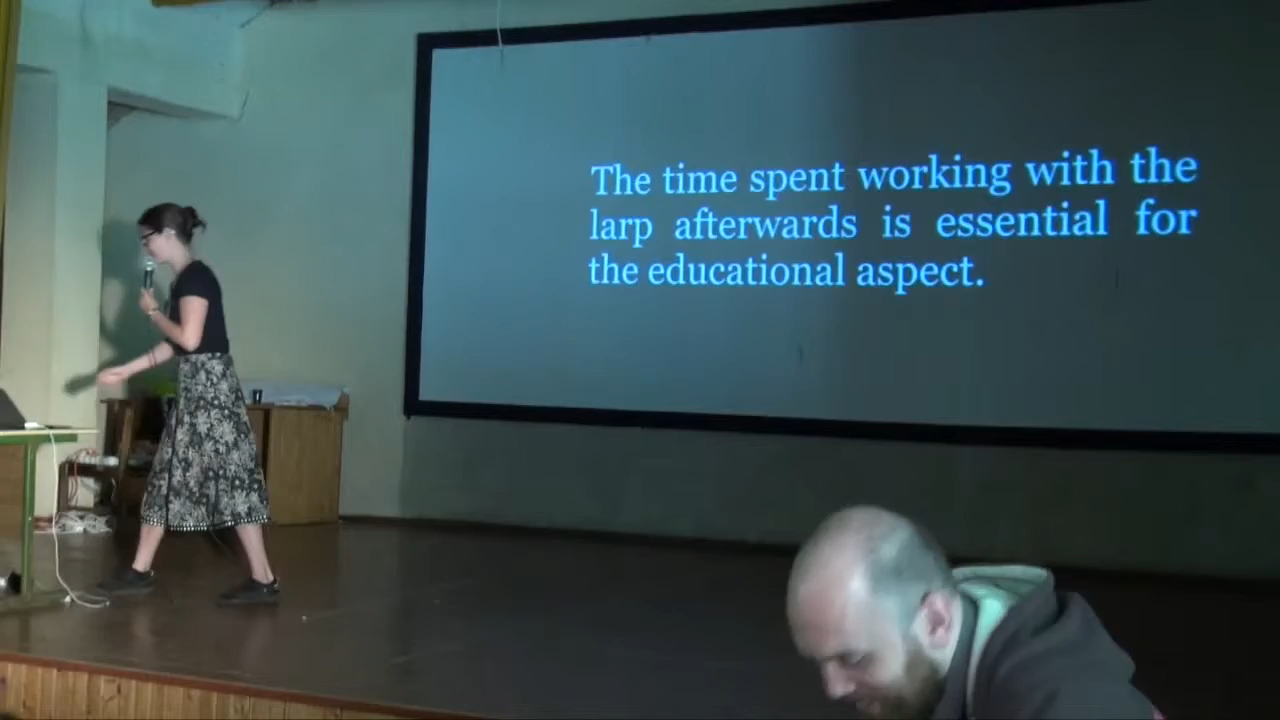 The time spent working with the
larp afterwards is essential for
the educational aspect.